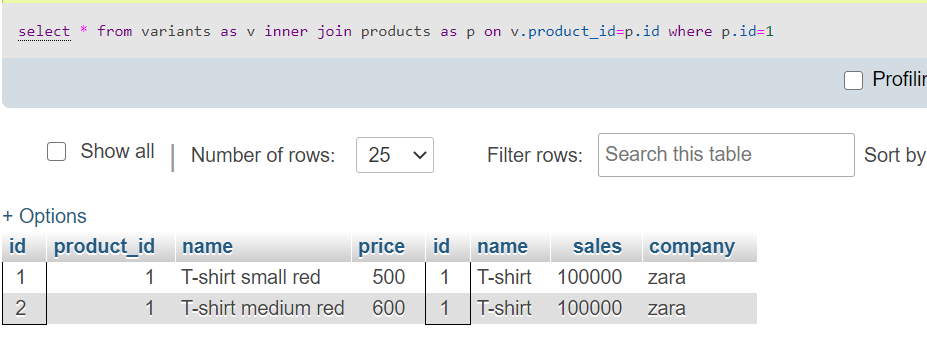 select * from variants as v inner join products as p on v.product_id=p.id where p.id=1
Profilin
Show all | Number of rows: 25 Filter rows: Search this table Sort by
+ Options
id product_id name price id name sales company
1 1 T-shirt small red 500 1 T-shirt 100000 zara
2 1 T-shirt medium red 600 1 T-shirt 100000 zara